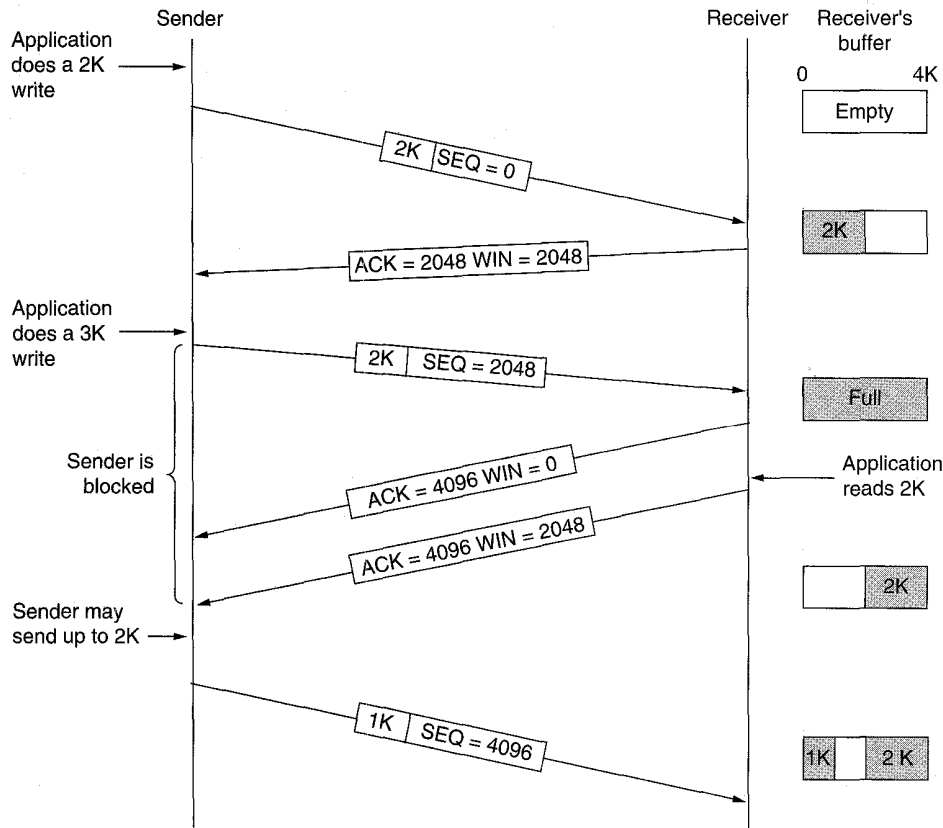 Sender
Receiver
Receiver's
buffer
Application
does a 2K
write
0
4K
Empty
2K
SEQ = 0
2K
ACK = 2048 WIN = 2048
Application
does a 3K
write
2K
SEQ = 2048
Full
Sender is
blocked
ACK = 4096 WIN = 0
Application
reads 2K
ACK = 4096 WIN = 2048
2K
Sender may
send up to 2K
1K
SEQ = 4096
1K
2 K